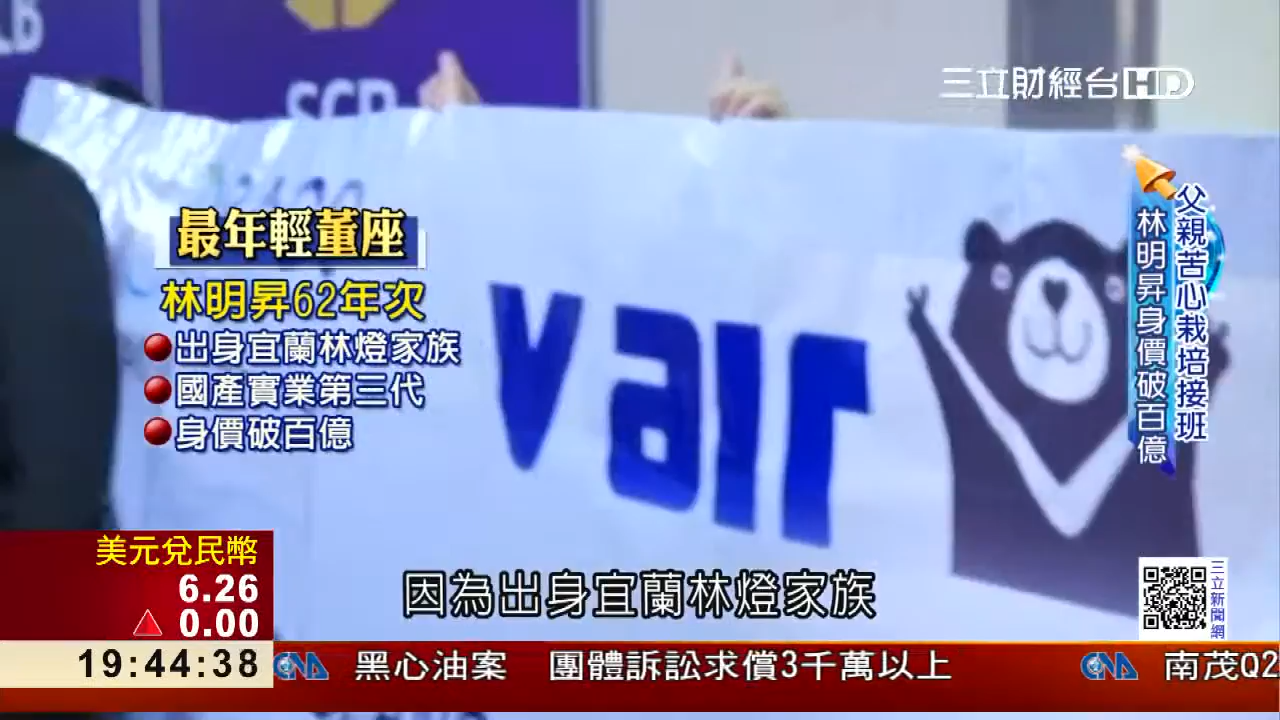 三立財經台HD
SCB
父親苦心栽培接班
林明昇身價破百億
最年輕董座
林明昇62年次
出身宜蘭林燈家族
國產實業第三代
身價破百億
vair
因為出身宜蘭林燈家族
美元兌民幣
6.26
0.00
19:44:38
三立新聞網
CNA 黑心油案 團體訴訟求償3千萬以上 CNA 南茂Q2